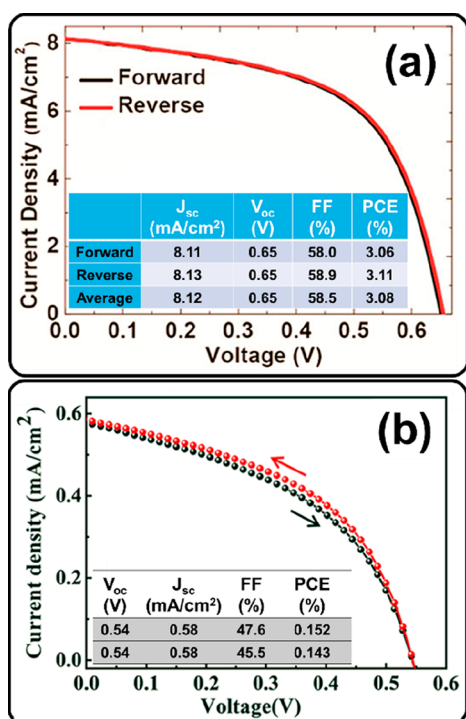 (a)
Forward
Reverse
J_sc (mA/cm²) V_oc (V) FF (%) PCE (%)
Forward 8.11 0.65 58.0 3.06
Reverse 8.13 0.65 58.9 3.11
Average 8.12 0.65 58.5 3.08
Current Density (mA/cm²)
8
6
4
2
0
0.0 0.1 0.2 0.3 0.4 0.5 0.6
Voltage (V)
(b)
Current density (mA/cm²)
0.6
0.4
0.2
0.0
V_oc (V) J_sc (mA/cm²) FF (%) PCE (%)
0.54 0.58 47.6 0.152
0.54 0.58 45.5 0.143
0.0 0.1 0.2 0.3 0.4 0.5 0.6
Voltage(V)